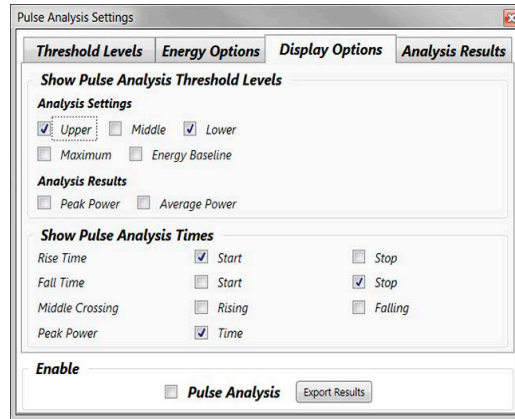 Pulse Analysis Settings
Threshold Levels Energy Options Display Options Analysis Results
Show Pulse Analysis Threshold Levels
Analysis Settings
Upper Middle Lower
Maximum Energy Baseline
Analysis Results
Peak Power Average Power
Show Pulse Analysis Times
Rise Time Start Stop
Fall Time Start Stop
Middle Crossing Rising Falling
Peak Power Time
Enable
Pulse Analysis Export Results